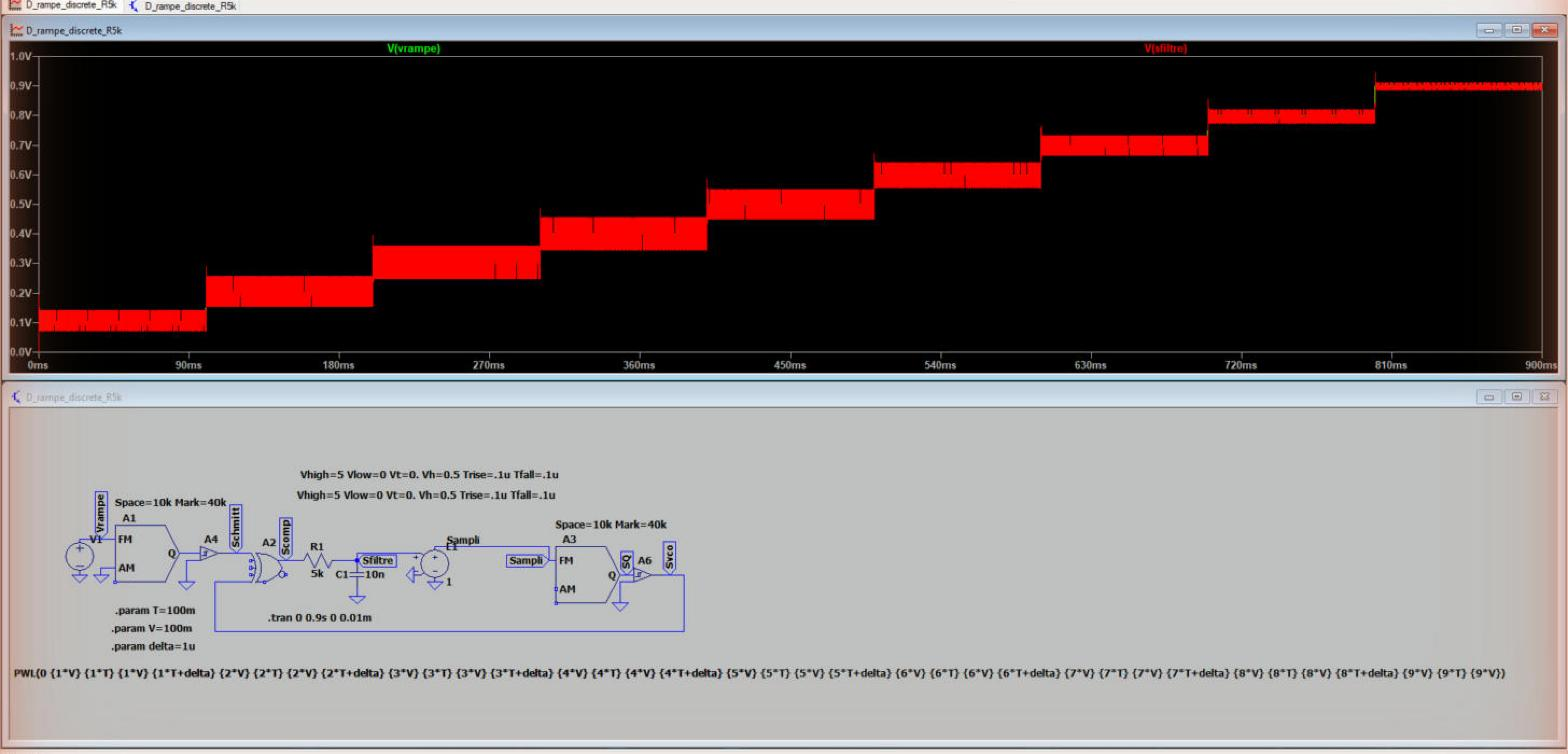 D_rampe_discrete_R5k D_rampe_discrete_R5k
D_rampe_discrete_R5k
V(vrampe) V(sfiltre)
1.0V
0.9V
0.8V
0.7V
0.6V
0.5V
0.4V
0.3V
0.2V
0.1V
0.0V
0ms 90ms 180ms 270ms 360ms 450ms 540ms 630ms 720ms 810ms 900ms
D_rampe_discrete_R5k
Vhigh=5 Vlow=0 Vt=0. Vh=0.5 Trise=.1u Tfall=.1u
Vhigh=5 Vlow=0 Vt=0. Vh=0.5 Trise=.1u Tfall=.1u
Vrampe
Space=10k Mark=40k
A1
Schmitt
Scomp
Space=10k Mark=40k
V1 FM A4 A2 R1 Sampli E1 A3
Q Sfiltre Sampli FM SQ A6 Svco
AM 5k C1 10n 1 Q
AM
.param T=100m
.tran 0 0.9s 0 0.01m
.param V=100m
.param delta=1u
PWL(0 {1*V} {1*T} {1*V} {1*T+delta} {2*V} {2*T} {2*V} {2*T+delta} {3*V} {3*T} {3*V} {3*T+delta} {4*V} {4*T} {4*V} {4*T+delta} {5*V} {5*T} {5*V} {5*T+delta} {6*V} {6*T} {6*V} {6*T+delta} {7*V} {7*T} {7*V} {7*T+delta} {8*V} {8*T} {8*V} {8*T+delta} {9*V} {9*T} {9*V})